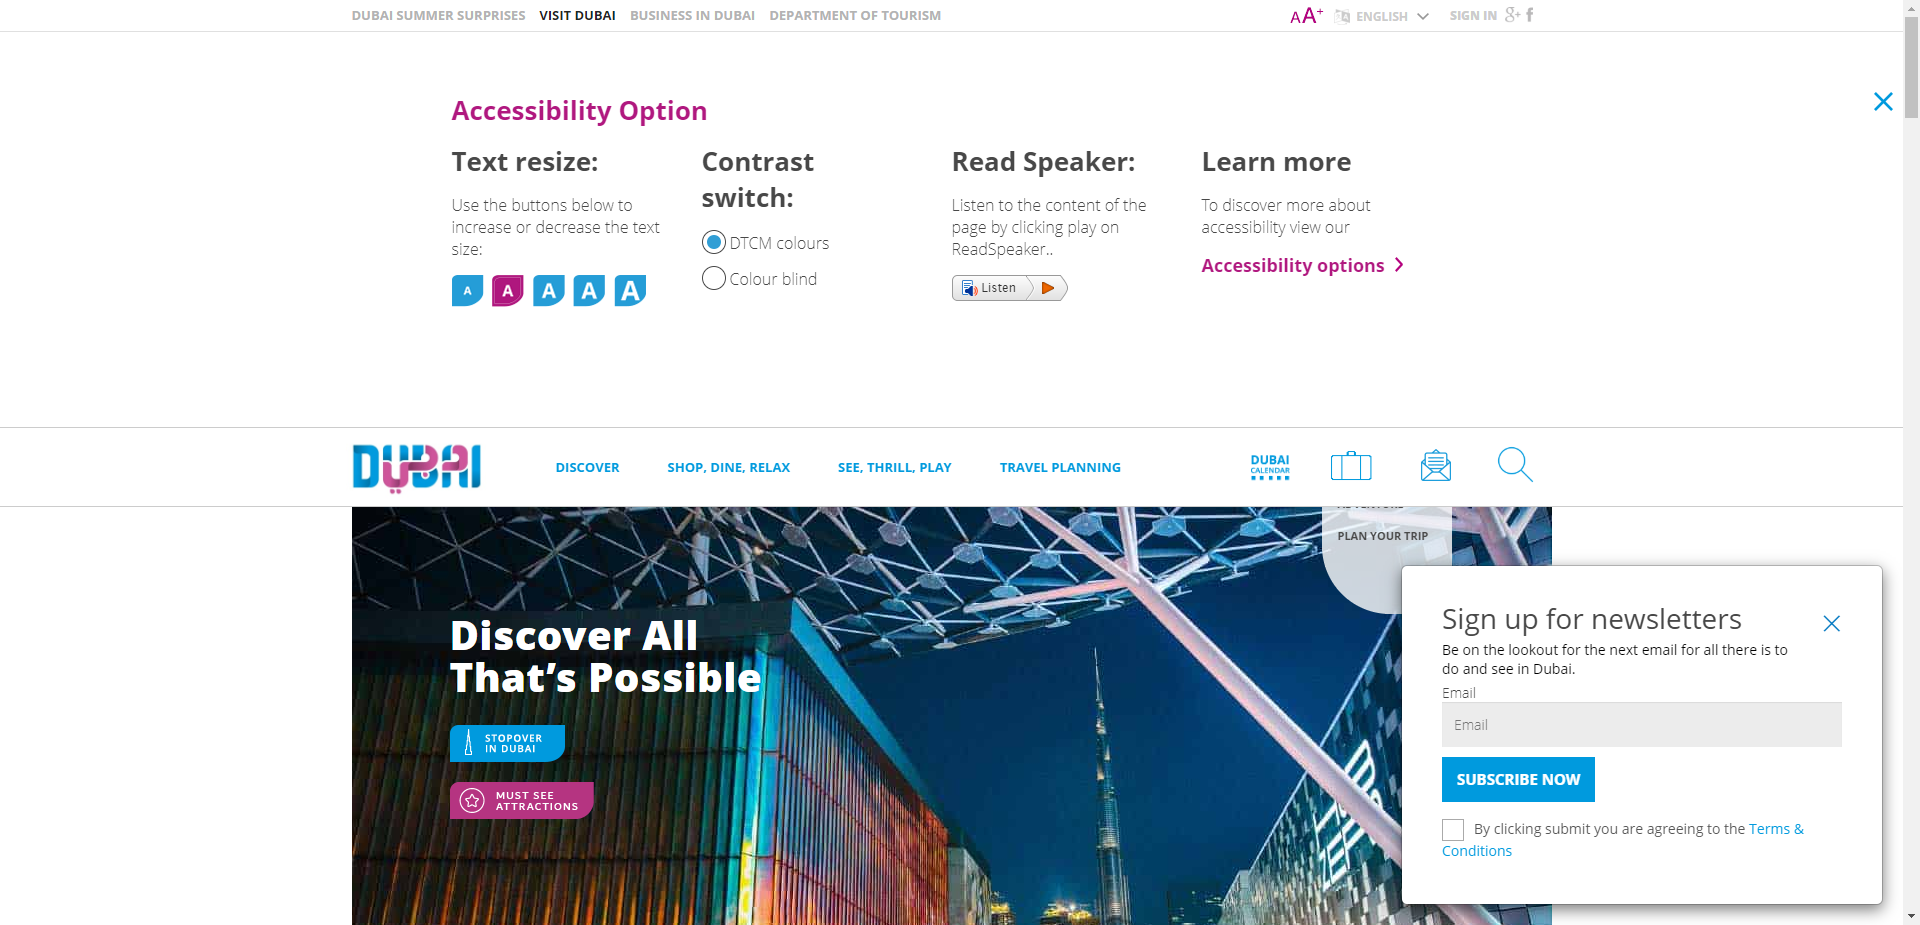 DUBAI SUMMER SURPRISES VISIT DUBAI BUSINESS IN DUBAI DEPARTMENT OF TOURISM
AA+ ENGLISH SIGN IN g+ f
Accessibility Option
Text resize:
Use the buttons below to
increase or decrease the text
size:
A A A A A
Contrast
switch:
DTCM colours
Colour blind
Read Speaker:
Listen to the content of the
page by clicking play on
ReadSpeaker..
Listen
Learn more
To discover more about
accessibility view our
Accessibility options
DUBAI
DISCOVER SHOP, DINE, RELAX SEE, THRILL, PLAY TRAVEL PLANNING
DUBAI
CALENDAR
PLAN YOUR TRIP
Discover All
That's Possible
STOPOVER
IN DUBAI
MUST SEE
ATTRACTIONS
Sign up for newsletters
Be on the lookout for the next email for all there is to
do and see in Dubai.
Email
Email
SUBSCRIBE NOW
By clicking submit you are agreeing to the Terms &
Conditions